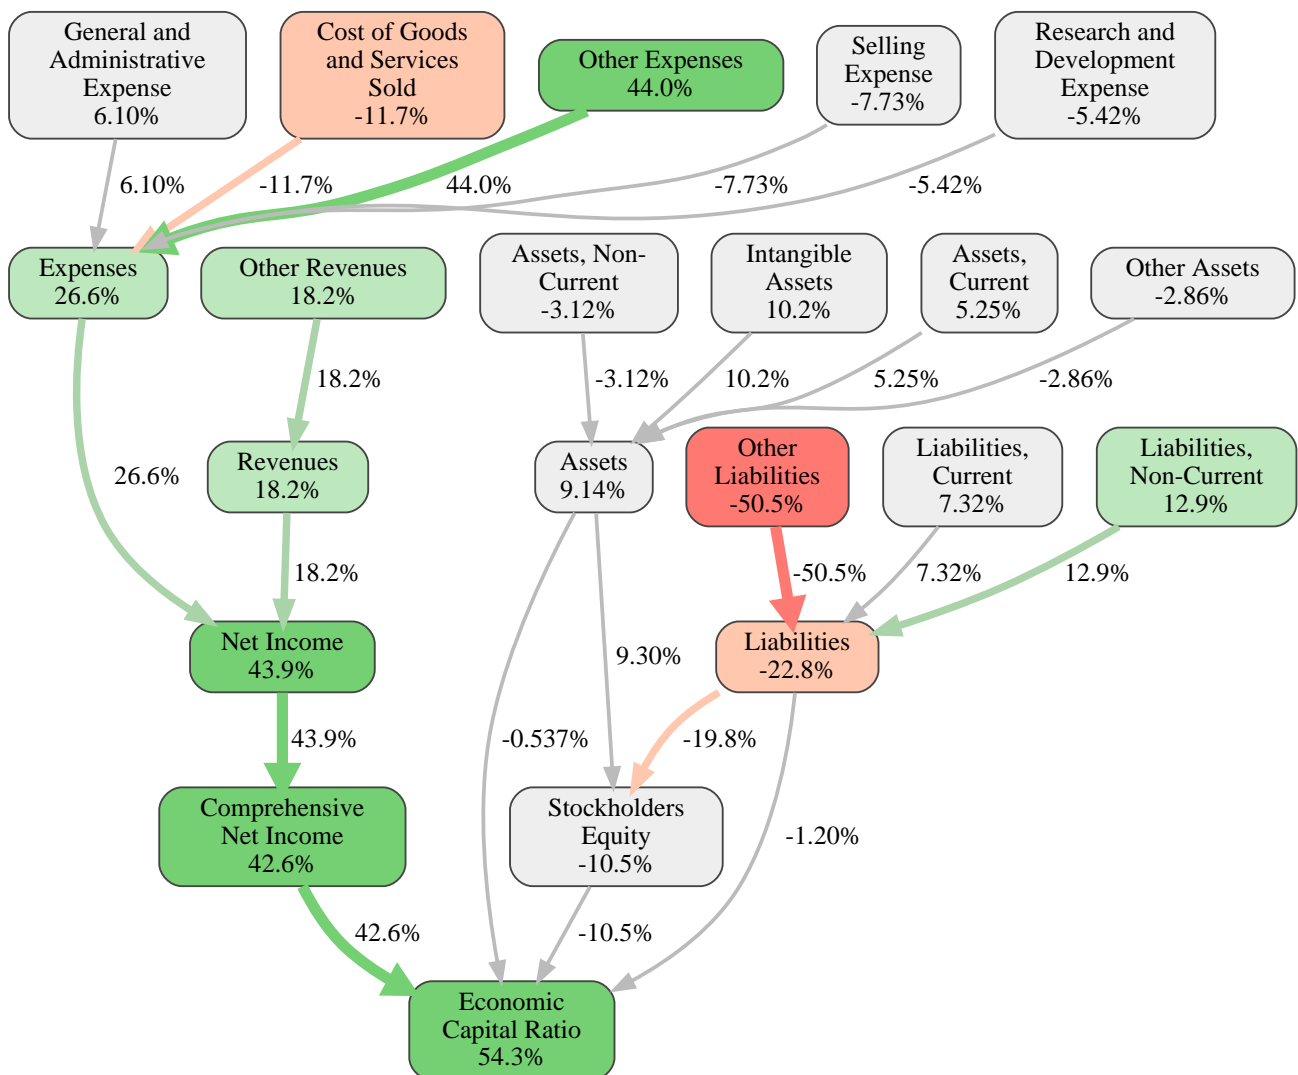 General and
Administrative
Expense
6.10%
Cost of Goods
and Services
Sold
-11.7%
Other Expenses
44.0%
Selling
Expense
-7.73%
Research and
Development
Expense
-5.42%
6.10%
-11.7%
44.0%
-7.73%
-5.42%
Expenses
26.6%
Other Revenues
18.2%
Assets, Non-
Current
-3.12%
Intangible
Assets
10.2%
Assets,
Current
5.25%
Other Assets
-2.86%
18.2%
-3.12%
10.2%
5.25%
-2.86%
26.6%
Revenues
18.2%
Assets
9.14%
Other
Liabilities
-50.5%
Liabilities,
Current
7.32%
Liabilities,
Non-Current
12.9%
18.2%
-50.5%
7.32%
12.9%
Net Income
43.9%
9.30%
Liabilities
-22.8%
43.9%
-0.537%
-19.8%
Comprehensive
Net Income
42.6%
Stockholders
Equity
-10.5%
-1.20%
42.6%
-10.5%
Economic
Capital Ratio
54.3%